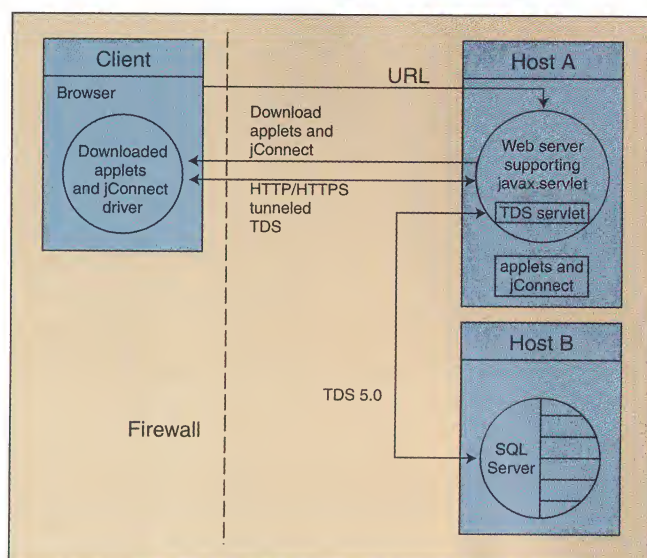 Client
Browser
Downloaded
applets
and jConnect
driver
URL
Download
applets and
jConnect
HTTP/HTTPS
tunneled
TDS
Host A
Web server
supporting
javax.servlet
TDS servlet
applets and
jConnect
Host B
TDS 5.0
SQL
Server
Firewall